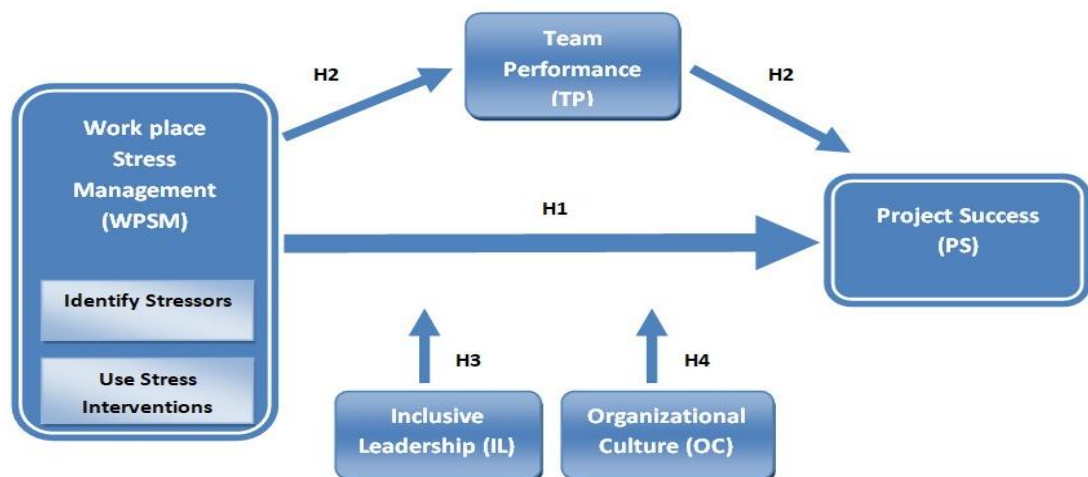 Team
Performance
(TP)
H2
H2
Work place
Stress
Management
(WPSM)
H1
Project Success
(PS)
Identify Stressors
Use Stress
Interventions
H3
H4
Inclusive
Leadership (IL)
Organizational
Culture (OC)